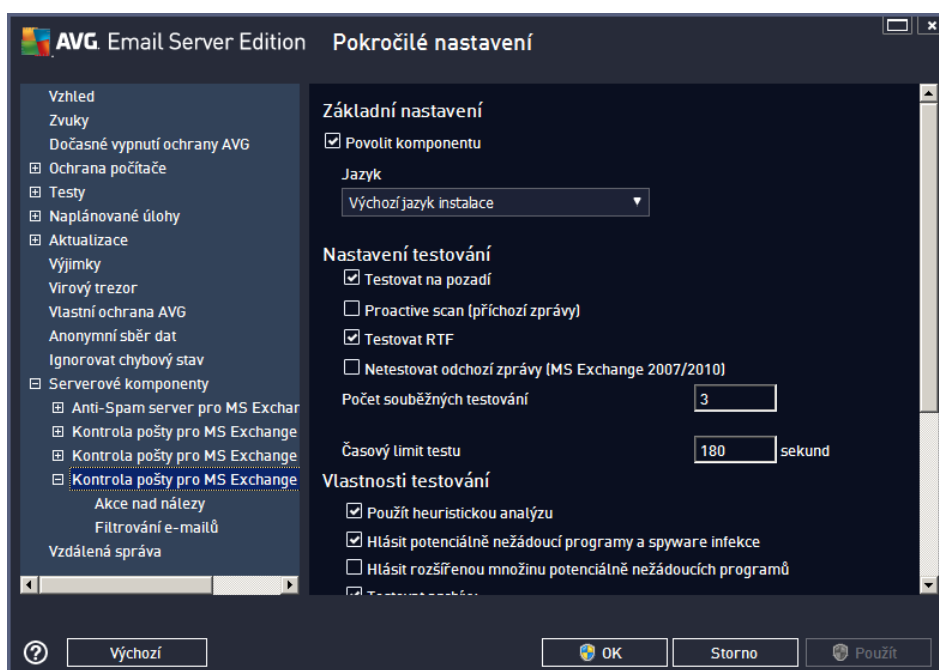 AVG. Email Server Edition Pokročilé nastavení
Vzhled
Zvuky
Dočasné vypnutí ochrany AVG
Ochrana počítače
Testy
Naplánované úlohy
Aktualizace
Výjimky
Virový trezor
Vlastní ochrana AVG
Anonymní sběr dat
Ignorovat chybový stav
Serverové komponenty
Anti-Spam server pro MS Exchar
Kontrola pošty pro MS Exchange
Kontrola pošty pro MS Exchange
Kontrola pošty pro MS Exchange
Akce nad nálezy
Filtrování e-mailů
Vzdálená správa
Základní nastavení
Povolit komponentu
Jazyk
Výchozí jazyk instalace
Nastavení testování
Testovat na pozadí
Proactive scan (příchozí zprávy)
Testovat RTF
Netestovat odchozí zprávy (MS Exchange 2007/2010)
Počet souběžných testování 3
Časový limit testu 180 sekund
Vlastnosti testování
Použít heuristickou analýzu
Hlásit potenciálně nežádoucí programy a spyware infekce
Hlásit rozšířenou množinu potenciálně nežádoucích programů
Výchozí
OK
Storno
Použít